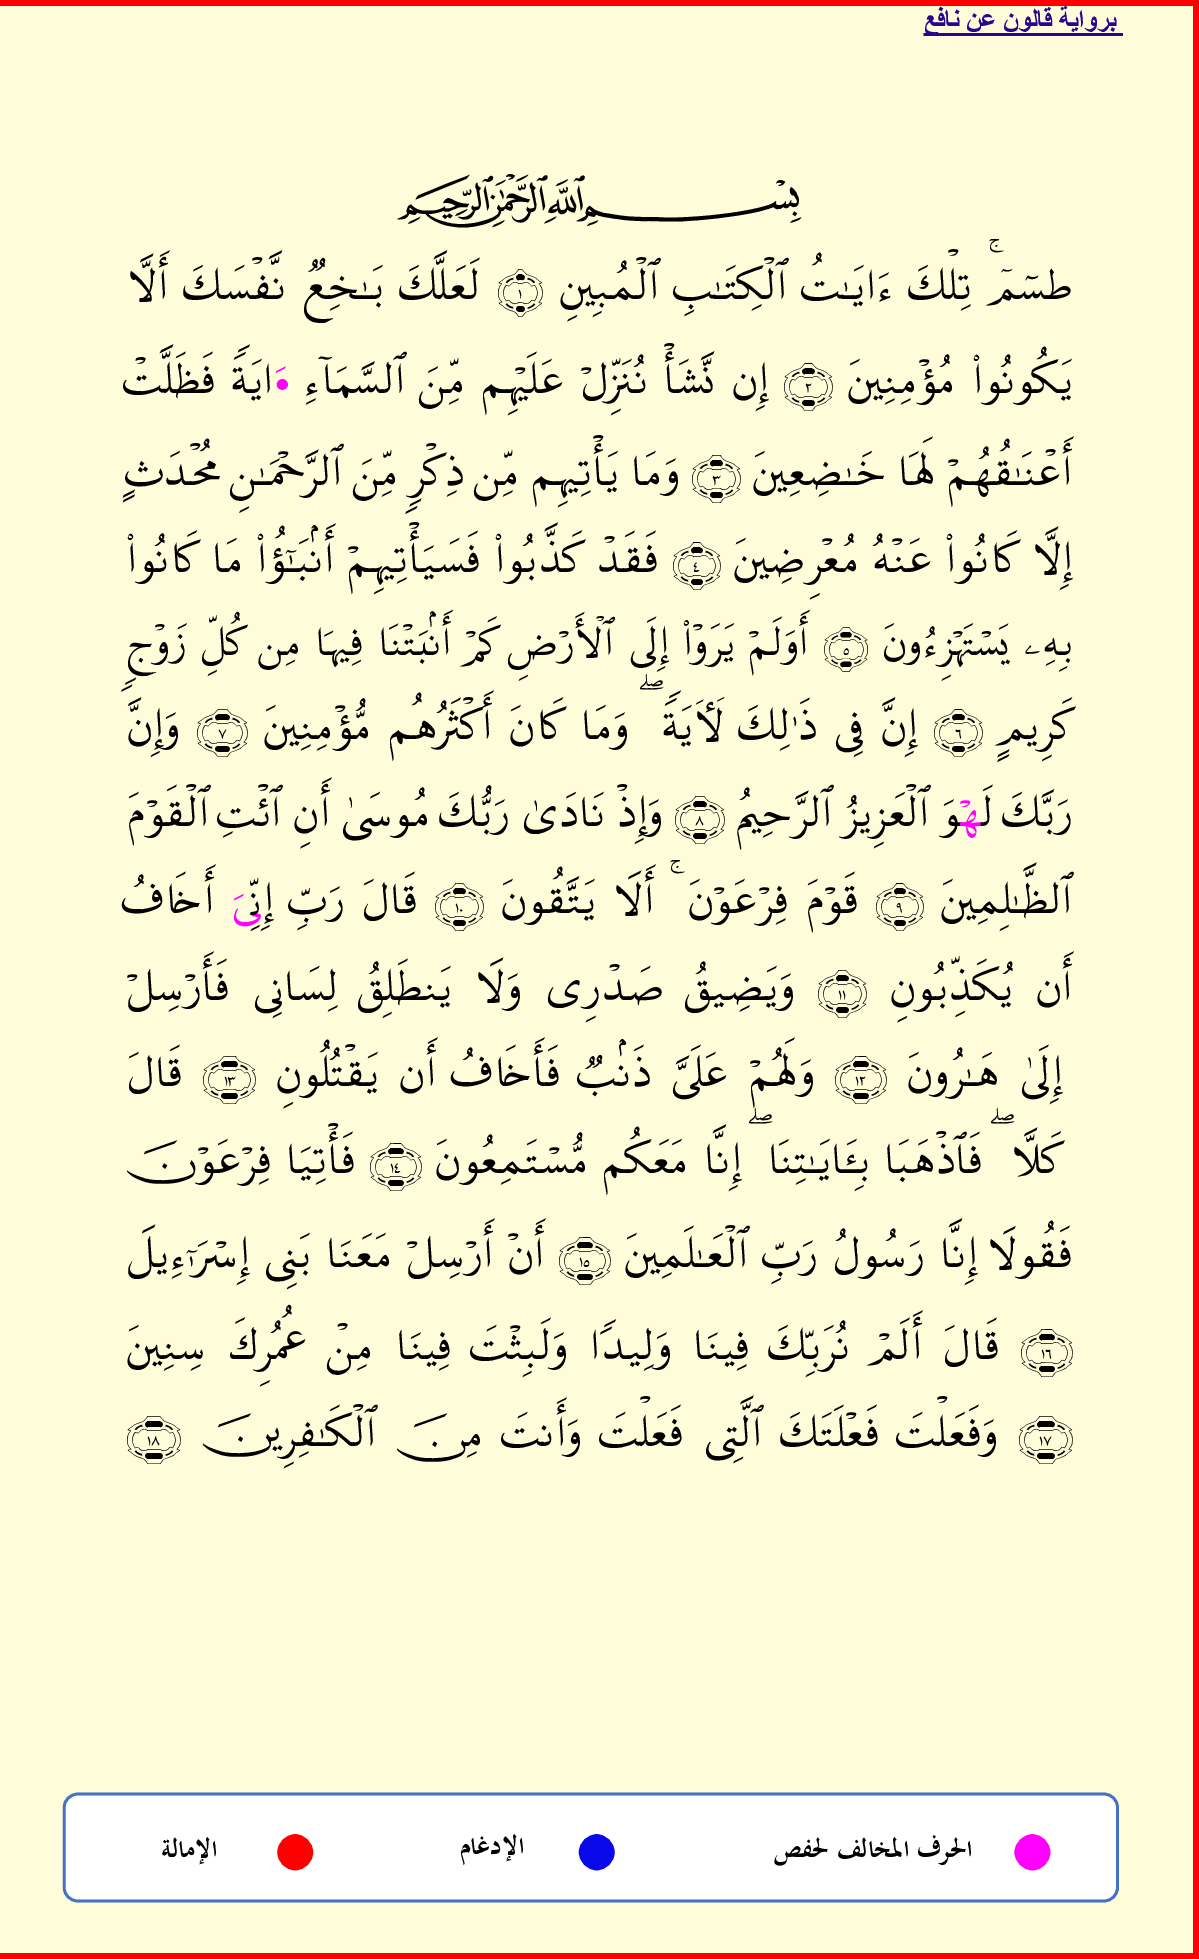 برواية قالون عن نافع
بِسْمِ ٱللَّهِ ٱلرَّحْمَٰنِ ٱلرَّحِيمِ
طسٓمٓۚ تِلْكَ ءَايَٰتُ ٱلْكِتَٰبِ ٱلْمُبِينِ ١ لَعَلَّكَ بَٰخِعٌ نَّفْسَكَ أَلَّا
يَكُونُوا۟ مُؤْمِنِينَ ٢ إِن نَّشَأْ نُنَزِّلْ عَلَيْهِم مِّنَ ٱلسَّمَآءِ •َايَةً فَظَلَّتْ
أَعْنَٰقُهُمْ لَهَا خَٰضِعِينَ ٣ وَمَا يَأْتِيهِم مِّن ذِكْرٍ مِّنَ ٱلرَّحْمَٰنِ مُحْدَثٍ
إِلَّا كَانُوا۟ عَنْهُ مُعْرِضِينَ ٤ فَقَدْ كَذَّبُوا۟ فَسَيَأْتِيهِمْ أَنۢبَٰٓؤُا۟ مَا كَانُوا۟
بِهِۦ يَسْتَهْزِءُونَ ٥ أَوَلَمْ يَرَوْا۟ إِلَى ٱلْأَرْضِ كَمْ أَنۢبَتْنَا فِيهَا مِن كُلِّ زَوْجٍ
كَرِيمٍ ٦ إِنَّ فِى ذَٰلِكَ لَأَيَةًۖ وَمَا كَانَ أَكْثَرُهُم مُّؤْمِنِينَ ٧ وَإِنَّ
رَبَّكَ لَهْوَ ٱلْعَزِيزُ ٱلرَّحِيمُ ٨ وَإِذْ نَادَىٰ رَبُّكَ مُوسَىٰ أَنِ ٱئْتِ ٱلْقَوْمَ
ٱلظَّٰلِمِينَ ٩ قَوْمَ فِرْعَوْنَۚ أَلَا يَتَّقُونَ ١٠ قَالَ رَبِّ إِنِّىَ أَخَافُ
أَن يُكَذِّبُونِ ١١ وَيَضِيقُ صَدْرِى وَلَا يَنطَلِقُ لِسَانِى فَأَرْسِلْ
إِلَىٰ هَٰرُونَ ١٢ وَلَهُمْ عَلَىَّ ذَنۢبٌ فَأَخَافُ أَن يَقْتُلُونِ ١٣ قَالَ
كَلَّاۖ فَٱذْهَبَا بِـَٔايَٰتِنَاۖ إِنَّا مَعَكُم مُّسْتَمِعُونَ ١٤ فَأْتِيَا فِرْعَوْنَ
فَقُولَا إِنَّا رَسُولُ رَبِّ ٱلْعَٰلَمِينَ ١٥ أَنْ أَرْسِلْ مَعَنَا بَنِى إِسْرَٰٓءِيلَ
١٦ قَالَ أَلَمْ نُرَبِّكَ فِينَا وَلِيدًا وَلَبِثْتَ فِينَا مِنْ عُمُرِكَ سِنِينَ
١٧ وَفَعَلْتَ فَعْلَتَكَ ٱلَّتِى فَعَلْتَ وَأَنتَ مِنَ ٱلْكَٰفِرِينَ ١٨
الحرف المخالف لحفص الإدغام الإمالة